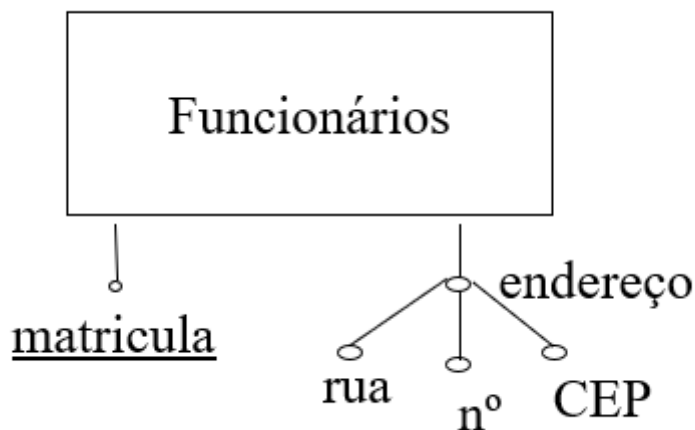 Funcionários
endereço
matricula
rua
nº
CEP